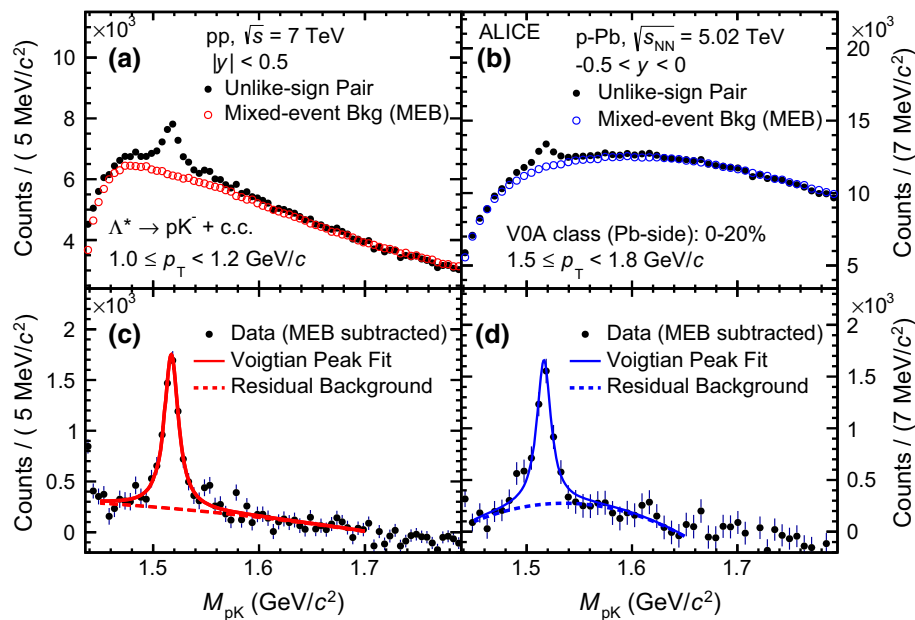 ×10³
pp, √s = 7 TeV
(a)
|y| < 0.5
Unlike-sign Pair
Mixed-event Bkg (MEB)
Λ* → pK⁻ + c.c.
1.0 ≤ p_T < 1.2 GeV/c
Counts / ( 5 MeV/c²)
10
8
6
4
ALICE
p-Pb, √s_NN = 5.02 TeV
(b)
-0.5 < y < 0
Unlike-sign Pair
Mixed-event Bkg (MEB)
V0A class (Pb-side): 0-20%
1.5 ≤ p_T < 1.8 GeV/c
×10³
20
15
10
5
Counts / (7 MeV/c²)
×10³
(c)
Data (MEB subtracted)
Voigtian Peak Fit
Residual Background
Counts / ( 5 MeV/c²)
2
1.5
1
0.5
0
1.5
1.6
1.7
M_pK (GeV/c²)
×10³
(d)
Data (MEB subtracted)
Voigtian Peak Fit
Residual Background
2
1.5
1
0.5
0
Counts / (7 MeV/c²)
1.5
1.6
1.7
M_pK (GeV/c²)